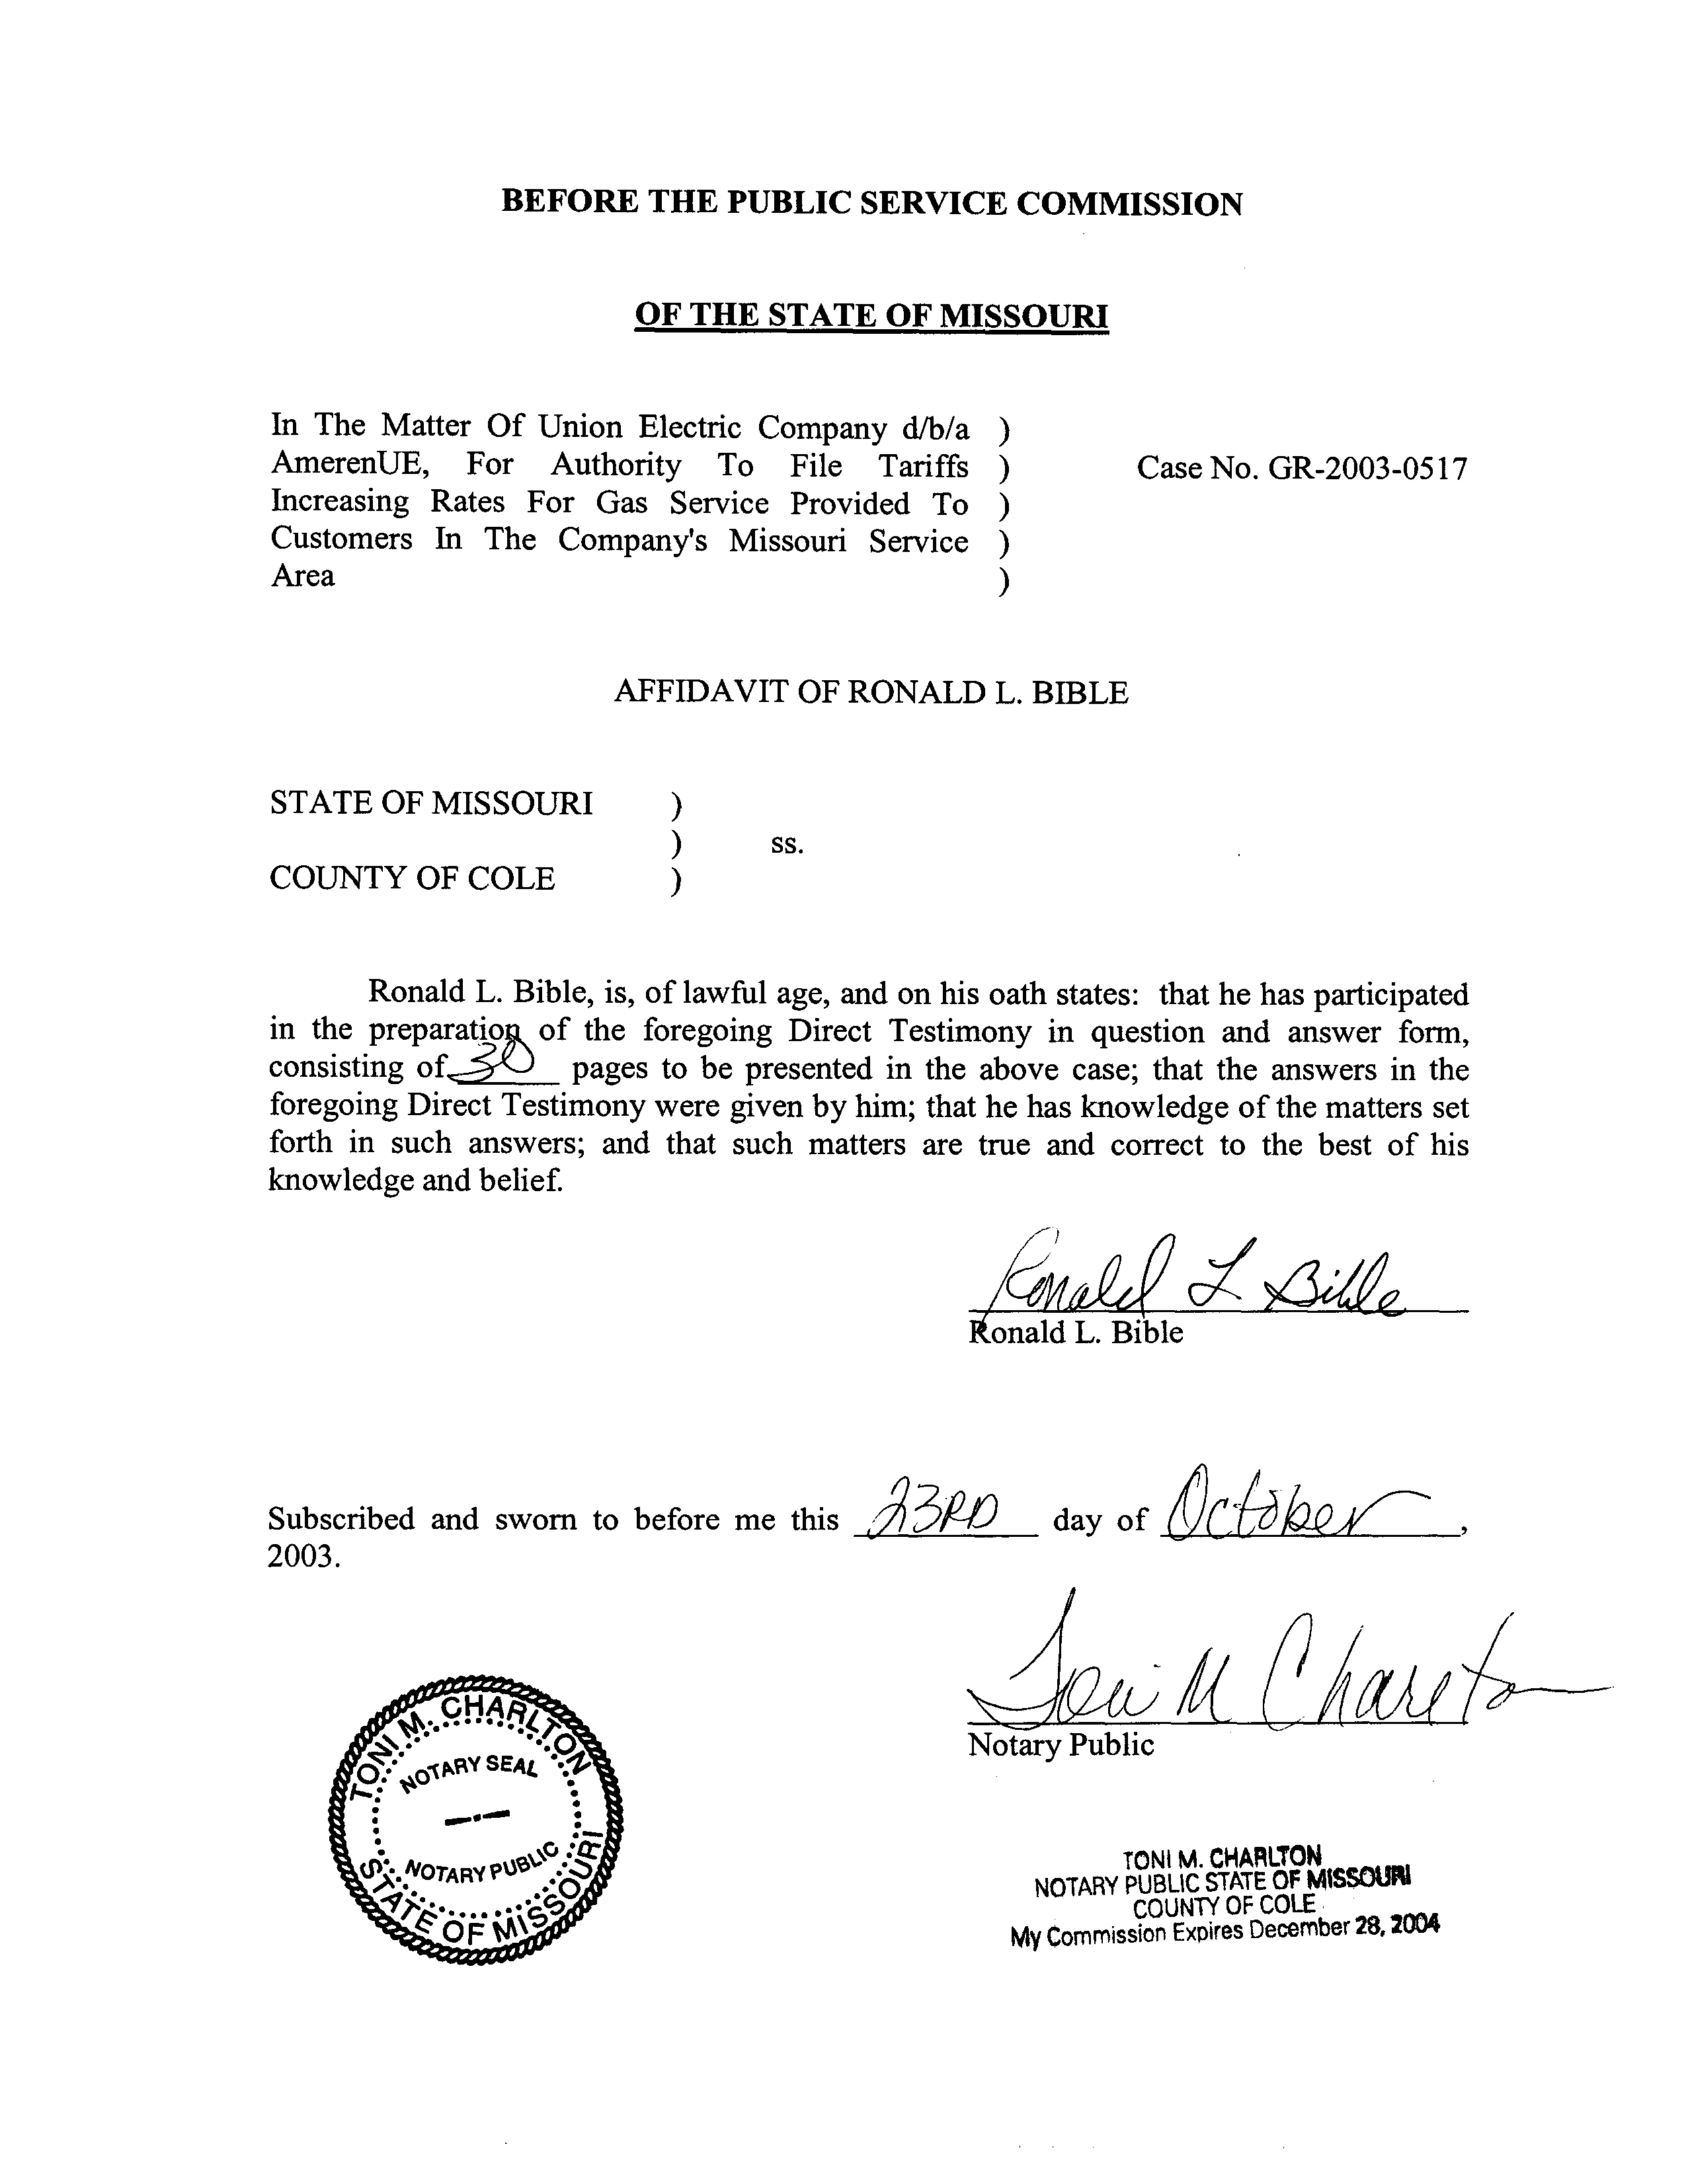 BEFORE THE PUBLIC SERVICE COMMISSION
OF THE STATE OF MISSOURI
In The Matter Of Union Electric Company d/b/a )
AmerenUE, For Authority To File Tariffs ) Case No. GR-2003-0517
Increasing Rates For Gas Service Provided To )
Customers In The Company's Missouri Service )
Area )
AFFIDAVIT OF RONALD L. BIBLE
STATE OF MISSOURI )
) ss.
COUNTY OF COLE )
Ronald L. Bible, is, of lawful age, and on his oath states: that he has participated
in the preparation of the foregoing Direct Testimony in question and answer form,
consisting of 30 pages to be presented in the above case; that the answers in the
foregoing Direct Testimony were given by him; that he has knowledge of the matters set
forth in such answers; and that such matters are true and correct to the best of his
knowledge and belief.
Ronald L Bible
Ronald L. Bible
Subscribed and sworn to before me this 23RD day of October,
2003.
Toni M Charlton
Notary Public
TONI M. CHARLTON
NOTARY SEAL
NOTARY PUBLIC
STATE OF MISSOURI
TONI M. CHARLTON
NOTARY PUBLIC STATE OF MISSOURI
COUNTY OF COLE
My Commission Expires December 28, 2004